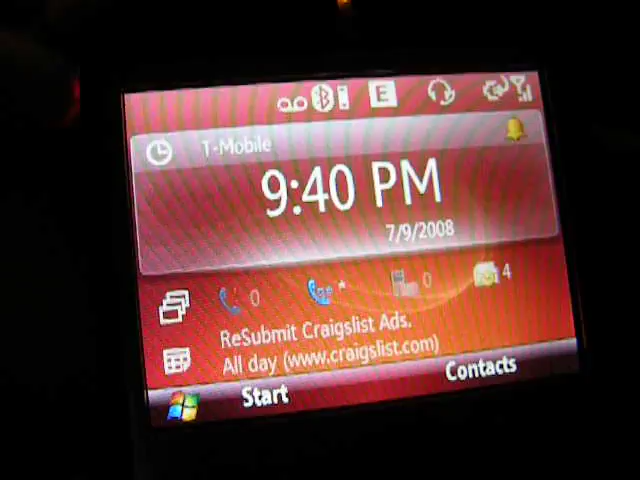 E
T-Mobile
9:40 PM
7/9/2008
0 * 0 4
ReSubmit Craigslist Ads.
All day (www.craigslist.com)
Start Contacts